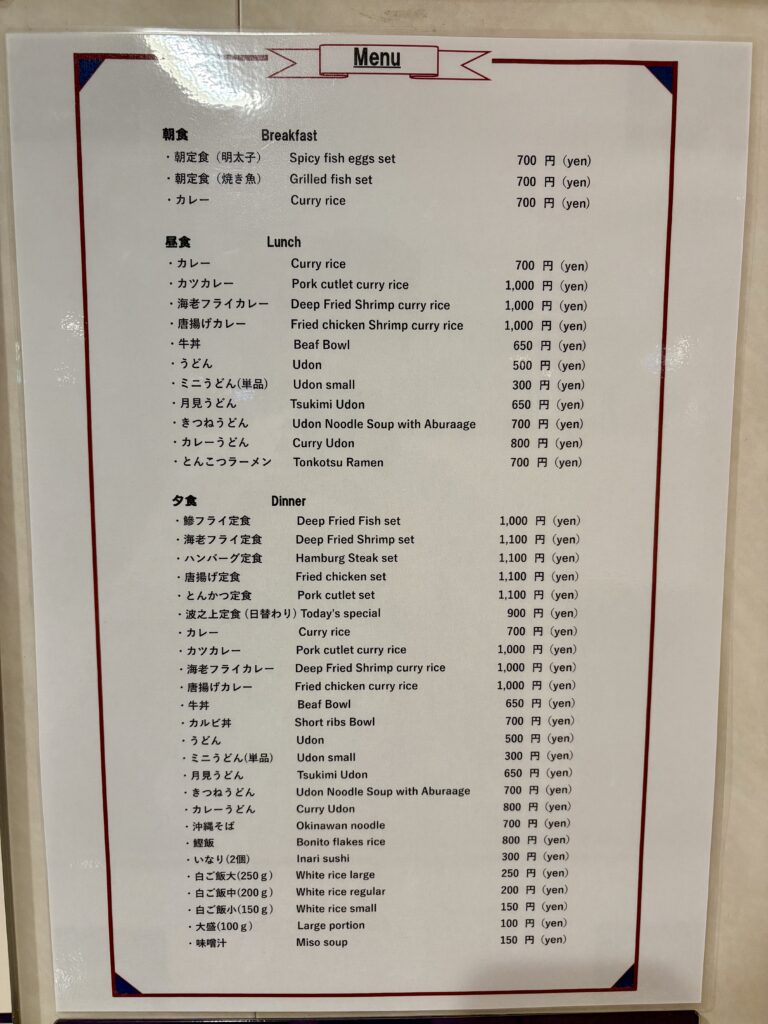 Menu
朝食 Breakfast
・朝定食（明太子） Spicy fish eggs set 700 円 (yen)
・朝定食（焼き魚） Grilled fish set 700 円 (yen)
・カレー Curry rice 700 円 (yen)
昼食 Lunch
・カレー Curry rice 700 円 (yen)
・カツカレー Pork cutlet curry rice 1,000 円 (yen)
・海老フライカレー Deep Fried Shrimp curry rice 1,000 円 (yen)
・唐揚げカレー Fried chicken Shrimp curry rice 1,000 円 (yen)
・牛丼 Beaf Bowl 650 円 (yen)
・うどん Udon 500 円 (yen)
・ミニうどん(単品) Udon small 300 円 (yen)
・月見うどん Tsukimi Udon 650 円 (yen)
・きつねうどん Udon Noodle Soup with Aburaage 700 円 (yen)
・カレーうどん Curry Udon 800 円 (yen)
・とんこつラーメン Tonkotsu Ramen 700 円 (yen)
夕食 Dinner
・鯵フライ定食 Deep Fried Fish set 1,000 円 (yen)
・海老フライ定食 Deep Fried Shrimp set 1,100 円 (yen)
・ハンバーグ定食 Hamburg Steak set 1,100 円 (yen)
・唐揚げ定食 Fried chicken set 1,100 円 (yen)
・とんかつ定食 Pork cutlet set 1,100 円 (yen)
・波之上定食 (日替わり) Today's special 900 円 (yen)
・カレー Curry rice 700 円 (yen)
・カツカレー Pork cutlet curry rice 1,000 円 (yen)
・海老フライカレー Deep Fried Shrimp curry rice 1,000 円 (yen)
・唐揚げカレー Fried chicken curry rice 1,000 円 (yen)
・牛丼 Beaf Bowl 650 円 (yen)
・カルビ丼 Short ribs Bowl 700 円 (yen)
・うどん Udon 500 円 (yen)
・ミニうどん(単品) Udon small 300 円 (yen)
・月見うどん Tsukimi Udon 650 円 (yen)
・きつねうどん Udon Noodle Soup with Aburaage 700 円 (yen)
・カレーうどん Curry Udon 800 円 (yen)
・沖縄そば Okinawan noodle 700 円 (yen)
・鰹飯 Bonito flakes rice 800 円 (yen)
・いなり(2個) Inari sushi 300 円 (yen)
・白ご飯大(250ｇ) White rice large 250 円 (yen)
・白ご飯中(200ｇ) White rice regular 200 円 (yen)
・白ご飯小(150ｇ) White rice small 150 円 (yen)
・大盛(100ｇ) Large portion 100 円 (yen)
・味噌汁 Miso soup 150 円 (yen)